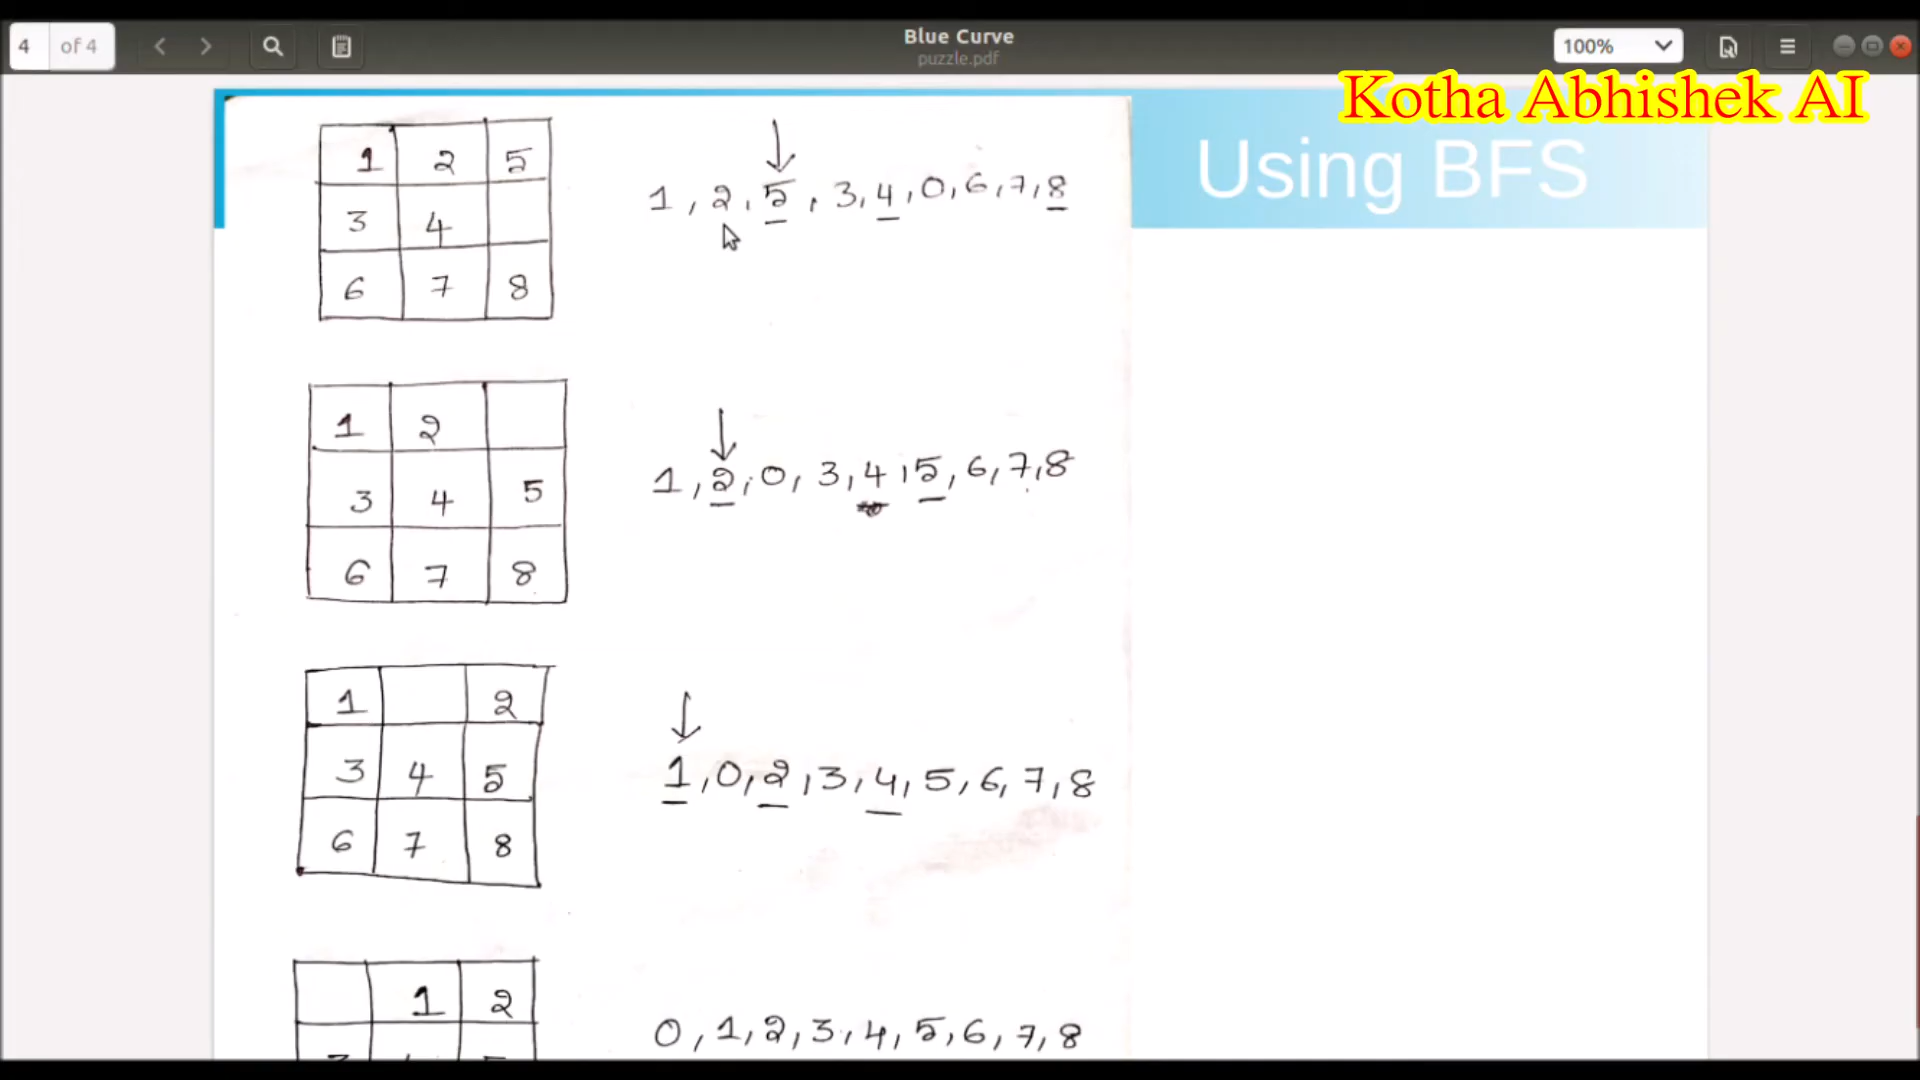 4 of 4
Blue Curve
puzzle.pdf
100%
Kotha Abhishek AI
Using BFS
1 2 5
3 4
6 7 8
1, 2, 5, 3, 4, 0, 6, 7, 8
1 2
3 4 5
6 7 8
1, 2, 0, 3, 4, 5, 6, 7, 8
1 2
3 4 5
6 7 8
1, 0, 2, 3, 4, 5, 6, 7, 8
1 2
0, 1, 2, 3, 4, 5, 6, 7, 8